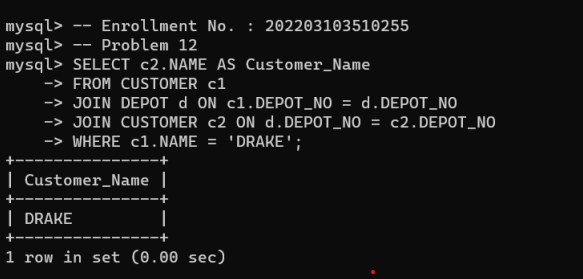 mysql> -- Enrollment No. : 202203103510255
mysql> -- Problem 12
mysql> SELECT c2.NAME AS Customer_Name
    -> FROM CUSTOMER c1
    -> JOIN DEPOT d ON c1.DEPOT_NO = d.DEPOT_NO
    -> JOIN CUSTOMER c2 ON d.DEPOT_NO = c2.DEPOT_NO
    -> WHERE c1.NAME = 'DRAKE';
+---------------+
| Customer_Name |
+---------------+
| DRAKE         |
+---------------+
1 row in set (0.00 sec)